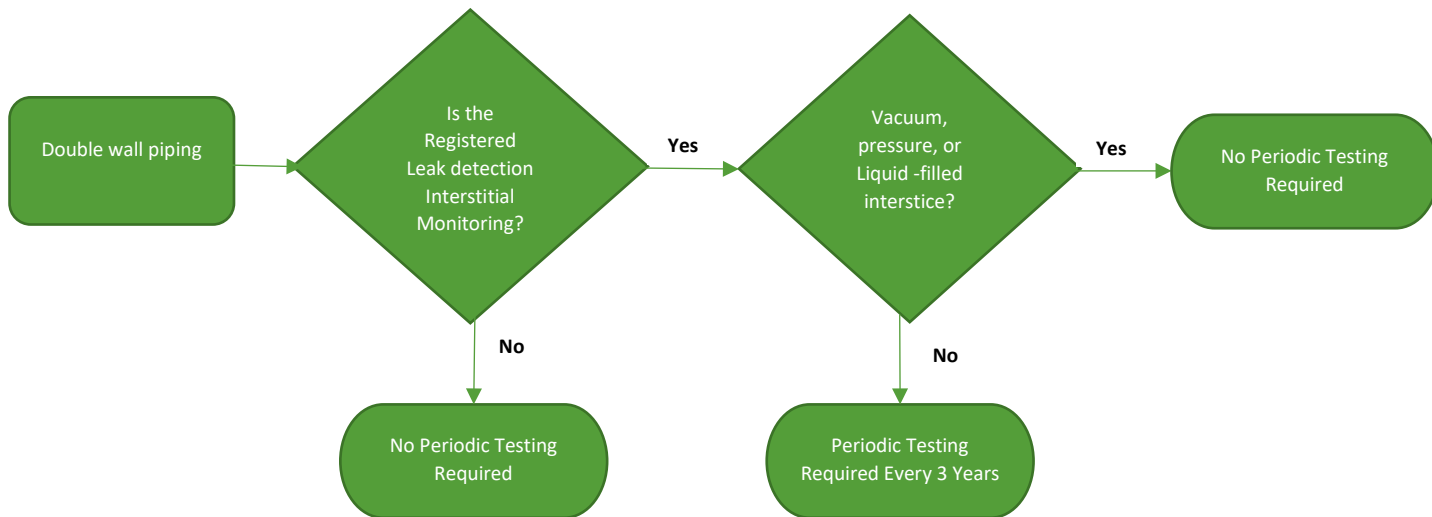 Double wall piping
Is the
Registered
Leak detection
Interstitial
Monitoring?
Yes
Vacuum,
pressure, or
Liquid -filled
interstice?
Yes
No Periodic Testing
Required
No
No Periodic Testing
Required
No
Periodic Testing
Required Every 3 Years